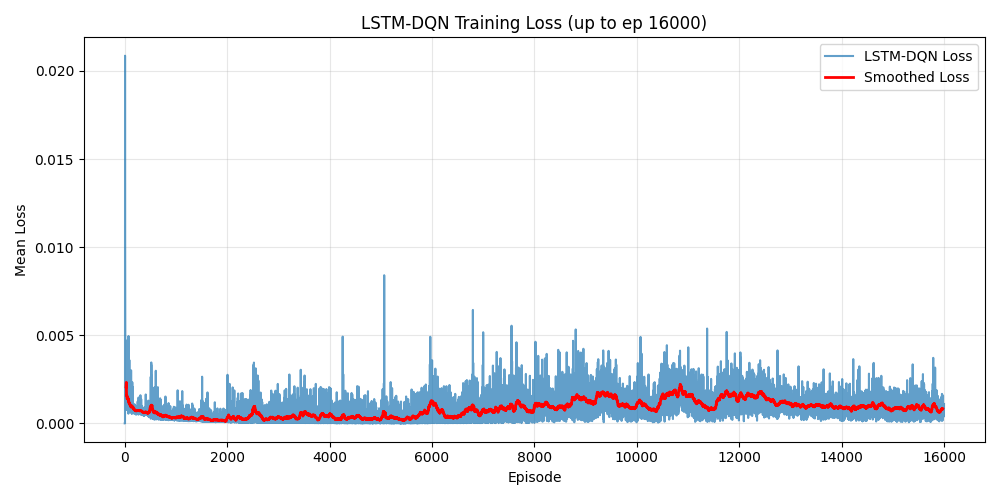 LSTM-DQN Training Loss (up to ep 16000)
LSTM-DQN Loss
Smoothed Loss
Mean Loss
0.020
0.015
0.010
0.005
0.000
0 2000 4000 6000 8000 10000 12000 14000 16000
Episode